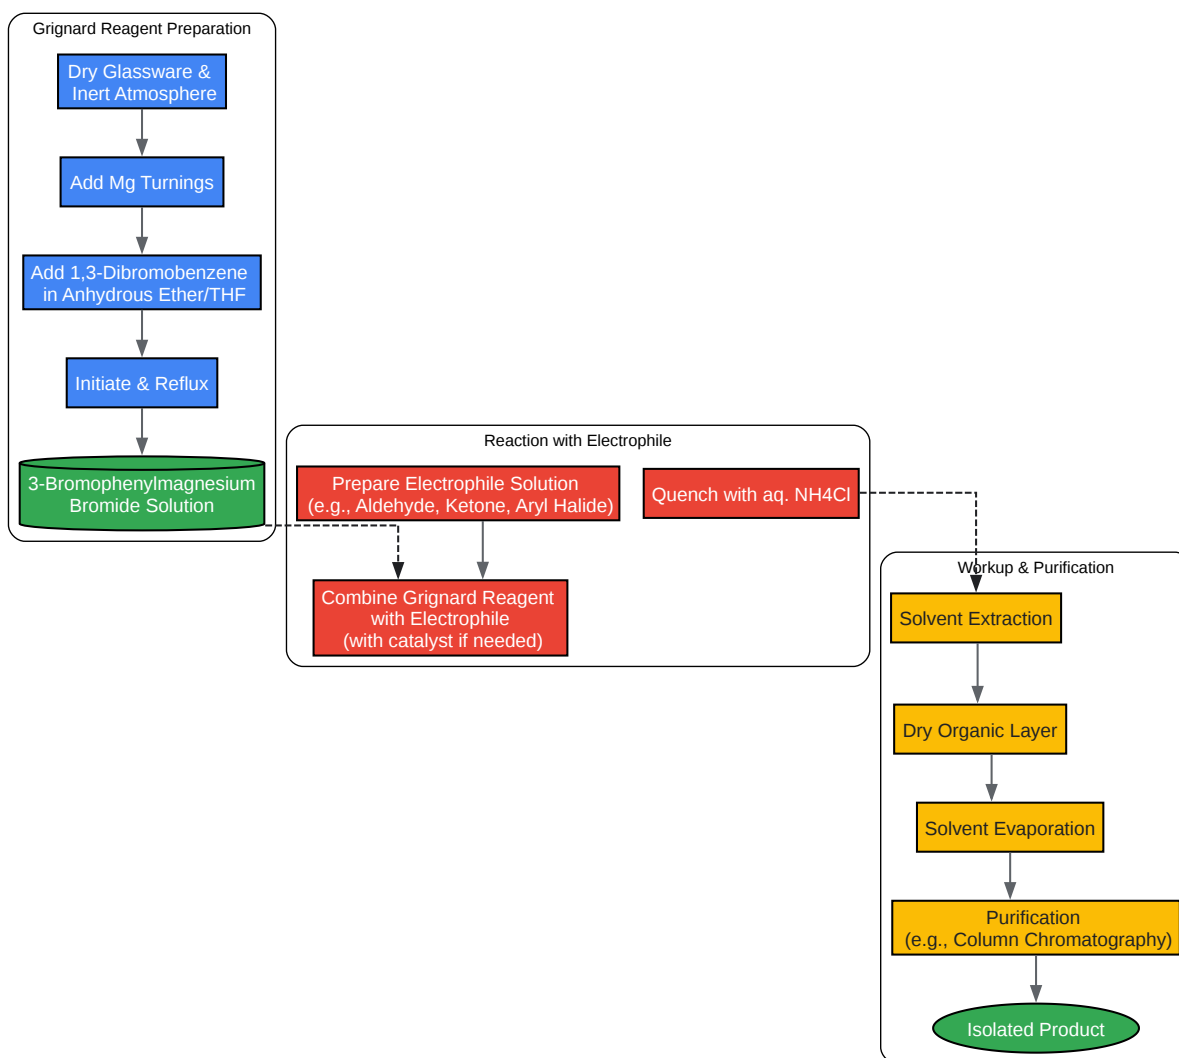 Grignard Reagent Preparation
Dry Glassware &
Inert Atmosphere
Add Mg Turnings
Add 1,3-Dibromobenzene
in Anhydrous Ether/THF
Initiate & Reflux
3-Bromophenylmagnesium
Bromide Solution
Reaction with Electrophile
Prepare Electrophile Solution
(e.g., Aldehyde, Ketone, Aryl Halide)
Quench with aq. NH4Cl
Combine Grignard Reagent
with Electrophile
(with catalyst if needed)
Workup & Purification
Solvent Extraction
Dry Organic Layer
Solvent Evaporation
Purification
(e.g., Column Chromatography)
Isolated Product